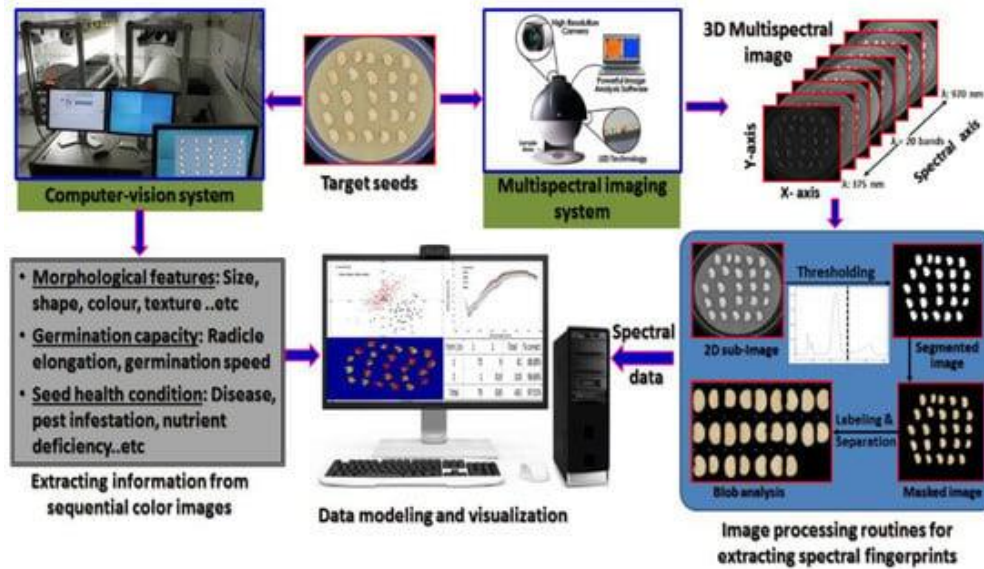 Computer-vision system
Target seeds
High Resolution
Camera
Powerful Image
Analysis Software
LED Technology
Multispectral imaging
system
3D Multispectral
image
Y-axis
X- axis
λ: 375 nm
λ = 20 bands
λ: 970 nm
Spectral axis
• Morphological features: Size,
shape, colour, texture ..etc
• Germination capacity: Radicle
elongation, germination speed
• Seed health condition: Disease,
pest infestation, nutrient
deficiency..etc
Extracting information from
sequential color images
Data modeling and visualization
Spectral
data
2D sub-image
Thresholding
Segmented
image
Labeling &
Separation
Blob analysis
Masked image
Image processing routines for
extracting spectral fingerprints